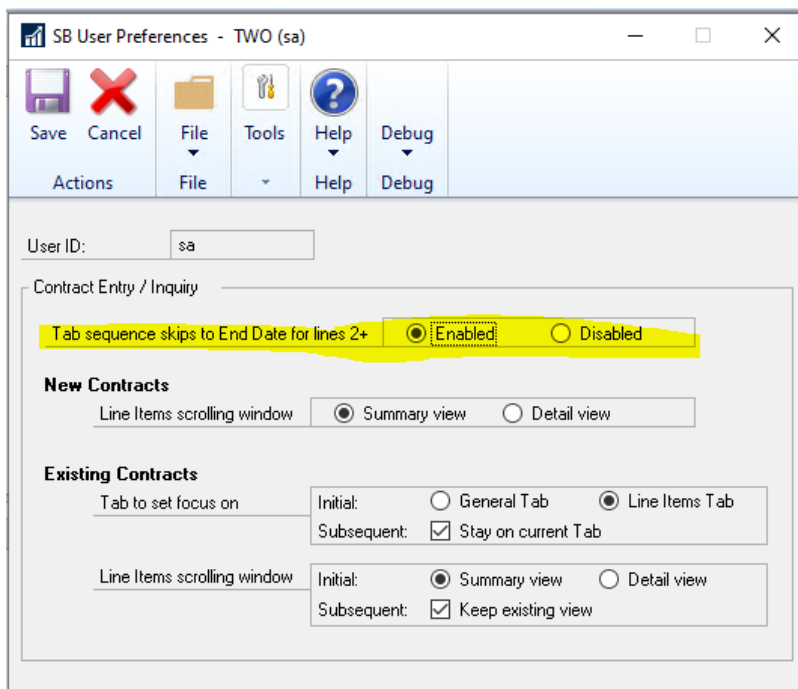 SB User Preferences - TWO (sa)
Save Cancel File Tools Help Debug
Actions File Help Debug
User ID: sa
Contract Entry / Inquiry
Tab sequence skips to End Date for lines 2+ Enabled Disabled
New Contracts
Line Items scrolling window Summary view Detail view
Existing Contracts
Tab to set focus on Initial: General Tab Line Items Tab
Subsequent: Stay on current Tab
Line Items scrolling window Initial: Summary view Detail view
Subsequent: Keep existing view